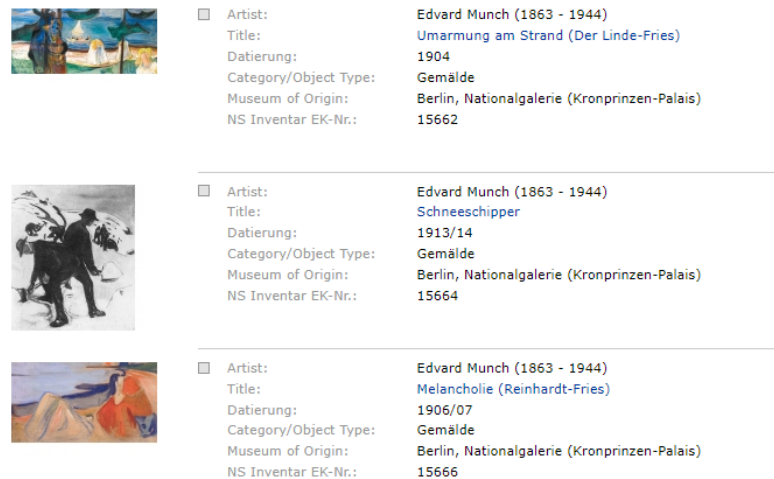 Artist: Edvard Munch (1863 - 1944)
Title: Umarmung am Strand (Der Linde-Fries)
Datierung: 1904
Category/Object Type: Gemälde
Museum of Origin: Berlin, Nationalgalerie (Kronprinzen-Palais)
NS Inventar EK-Nr.: 15662
Artist: Edvard Munch (1863 - 1944)
Title: Schneeschipper
Datierung: 1913/14
Category/Object Type: Gemälde
Museum of Origin: Berlin, Nationalgalerie (Kronprinzen-Palais)
NS Inventar EK-Nr.: 15664
Artist: Edvard Munch (1863 - 1944)
Title: Melancholie (Reinhardt-Fries)
Datierung: 1906/07
Category/Object Type: Gemälde
Museum of Origin: Berlin, Nationalgalerie (Kronprinzen-Palais)
NS Inventar EK-Nr.: 15666